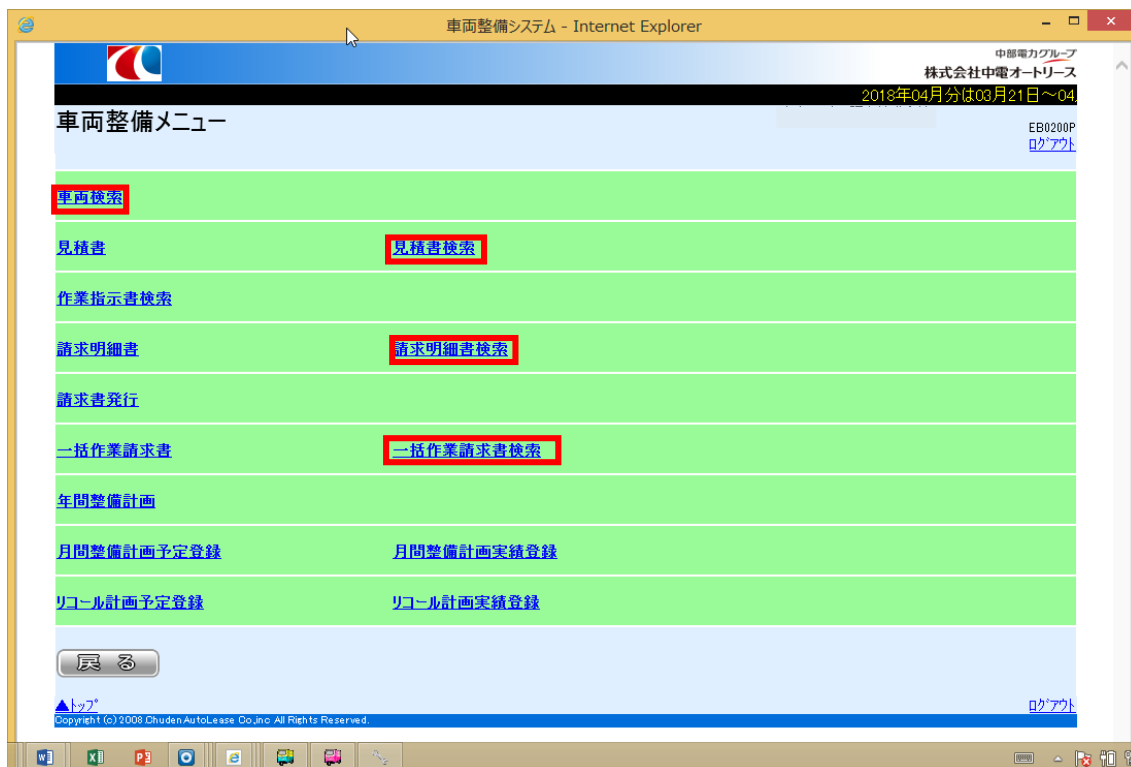 車両整備システム - Internet Explorer
中部電力グループ
株式会社中電オートリース
2018年04月分は03月21日～04
車両整備メニュー
EB0200P
ログアウト
車両検索
見積書 見積書検索
作業指示書検索
請求明細書 請求明細書検索
請求書発行
一括作業請求書 一括作業請求書検索
年間整備計画
月間整備計画予定登録 月間整備計画実績登録
リコール計画予定登録 リコール計画実績登録
戻る
▲トップ ログアウト
Copyright (c) 2008 Chuden AutoLease Co.,inc All Rights Reserved.